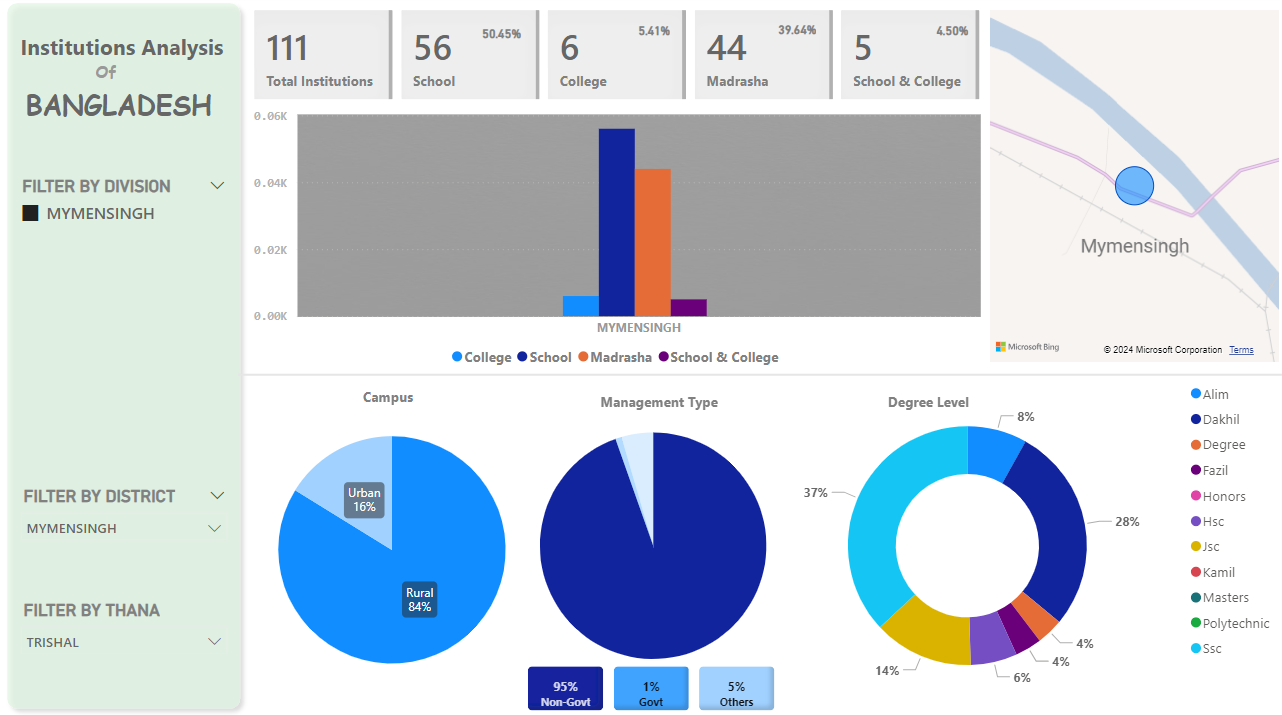 Institutions Analysis
Of
BANGLADESH
FILTER BY DIVISION
MYMENSINGH
FILTER BY DISTRICT
MYMENSINGH
FILTER BY THANA
TRISHAL
111
Total Institutions
56
50.45%
School
6
5.41%
College
44
39.64%
Madrasha
5
4.50%
School & College
0.06K
0.04K
0.02K
0.00K
MYMENSINGH
College School Madrasha School & College
Mymensingh
Microsoft Bing
© 2024 Microsoft Corporation Terms
Campus
Urban
16%
Rural
84%
Management Type
95%
Non-Govt
1%
Govt
5%
Others
Degree Level
8%
28%
4%
4%
6%
14%
37%
Alim
Dakhil
Degree
Fazil
Honors
Hsc
Jsc
Kamil
Masters
Polytechnic
Ssc